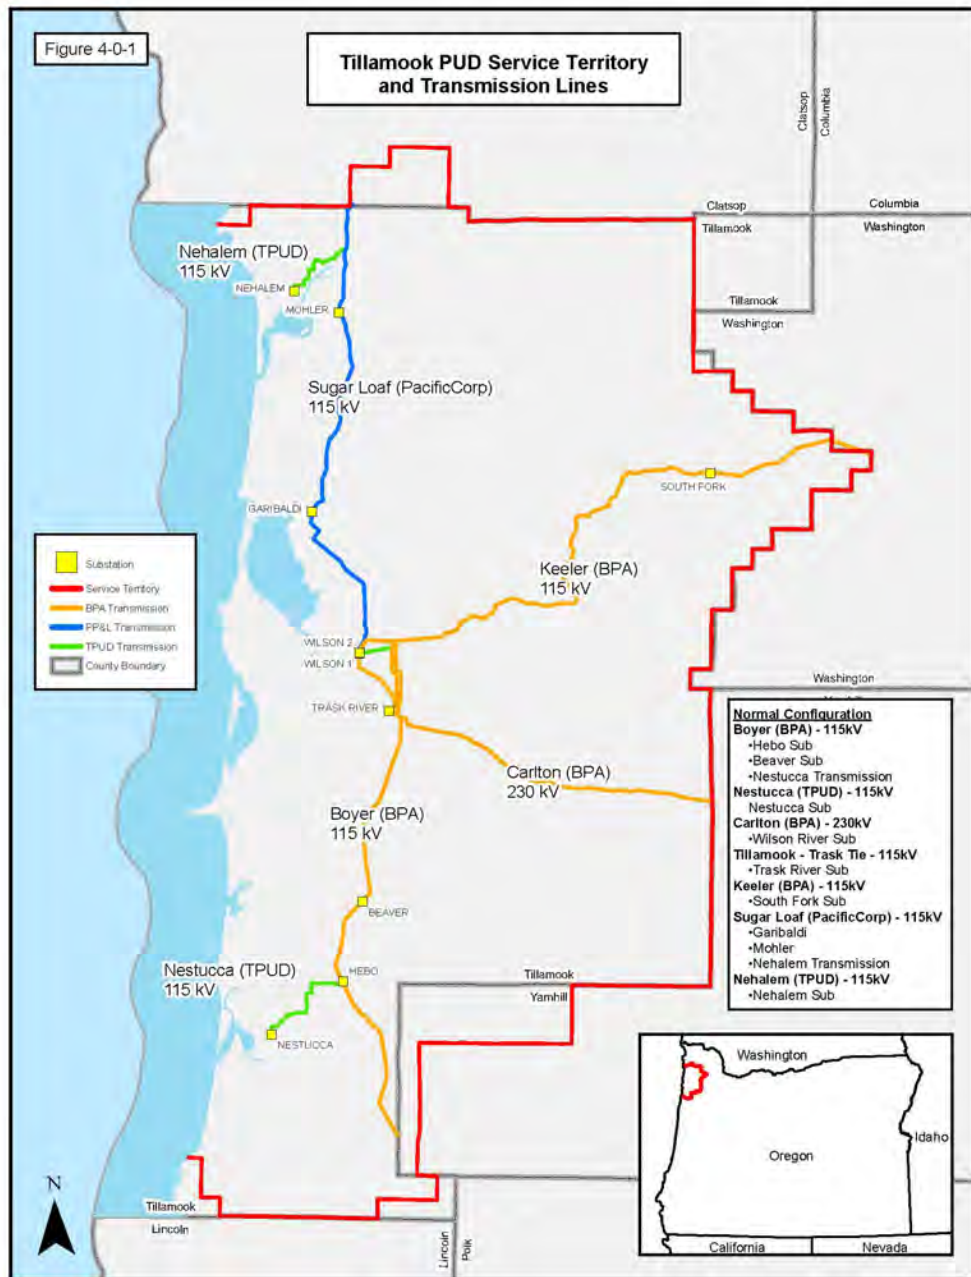 Figure 4-0-1
Tillamook PUD Service Territory
and Transmission Lines
Clatsop
Columbia
Clatsop
Tillamook
Columbia
Washington
Nehalem (TPUD)
115 kV
NEHALEM
MOHLER
Tillamook
Washington
Sugar Loaf (PacificCorp)
115 kV
SOUTH FORK
GARIBALDI
Keeler (BPA)
115 kV
Substation
Service Territory
BPA Transmission
PP&L Transmission
TPUD Transmission
County Boundary
WILSON 2
WILSON 1
TRASK RIVER
Washington
Carlton (BPA)
230 kV
Boyer (BPA)
115 kV
Normal Configuration
Boyer (BPA) - 115kV
•Hebo Sub
•Beaver Sub
•Nestucca Transmission
Nestucca (TPUD) - 115kV
Nestucca Sub
Carlton (BPA) - 230kV
•Wilson River Sub
Tillamook - Trask Tie - 115kV
•Trask River Sub
Keeler (BPA) - 115kV
•South Fork Sub
Sugar Loaf (PacificCorp) - 115kV
•Garibaldi
•Mohler
•Nehalem Transmission
Nehalem (TPUD) - 115kV
•Nehalem Sub
BEAVER
Nestucca (TPUD)
115 kV
HEBO
Tillamook
Yamhill
NESTUCCA
Washington
Oregon
Idaho
California
Nevada
N
Tillamook
Lincoln
Lincoln
Polk